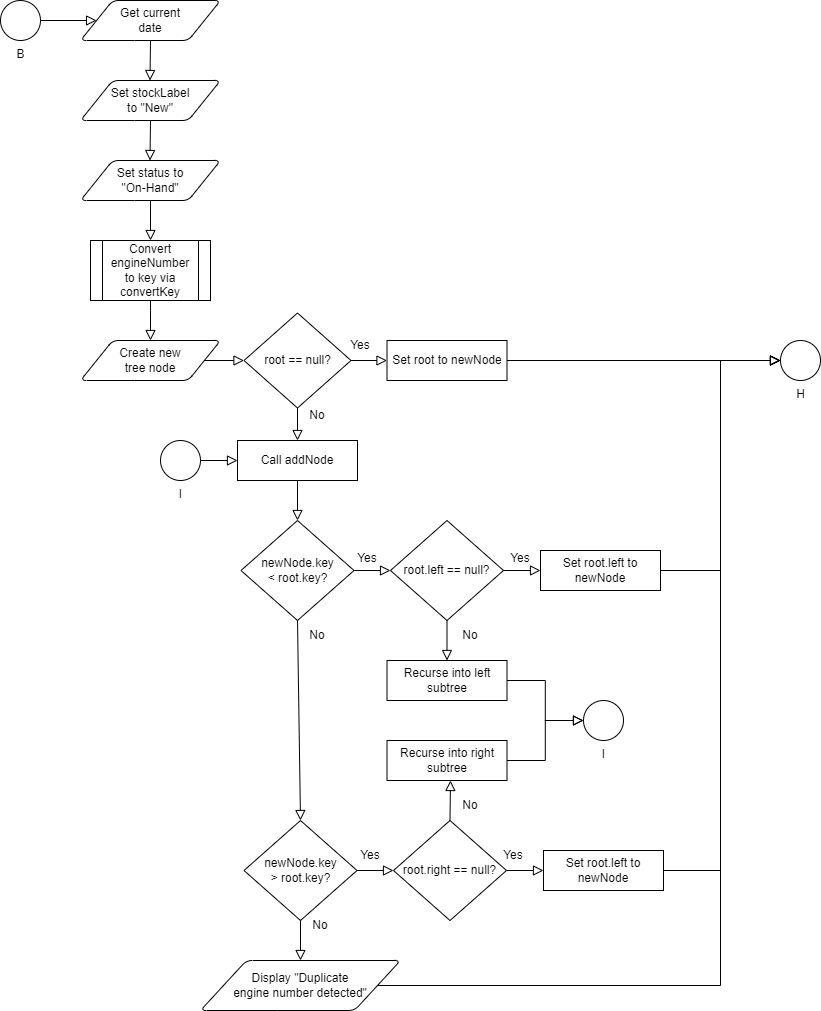 Get current
date
B
Set stockLabel
to "New"
Set status to
"On-Hand"
Convert
engineNumber
to key via
convertKey
Create new
tree node
root == null?
Yes
Set root to newNode
H
No
Call addNode
I
newNode.key
< root.key?
Yes
root.left == null?
Yes
Set root.left to
newNode
No
No
Recurse into left
subtree
I
Recurse into right
subtree
No
newNode.key
> root.key?
Yes
root.right == null?
Yes
Set root.left to
newNode
No
Display "Duplicate
engine number detected"